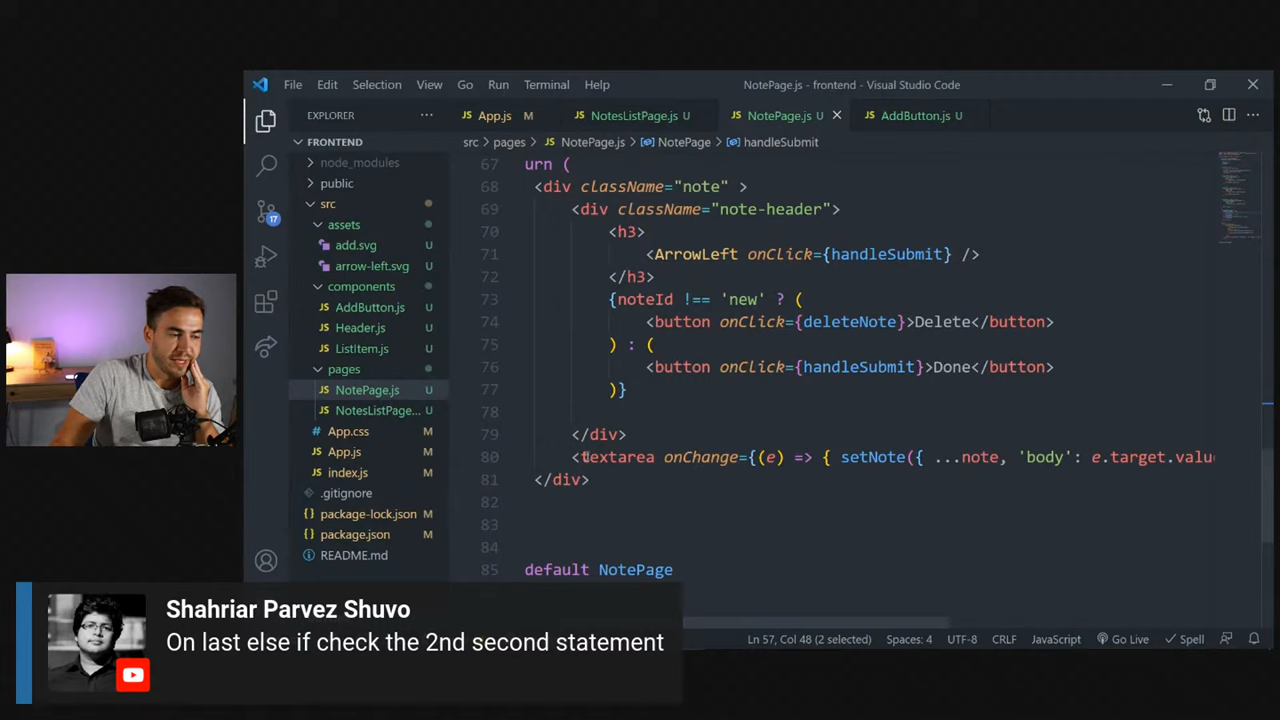 File Edit Selection View Go Run Terminal Help
NotePage.js - frontend - Visual Studio Code
EXPLORER
FRONTEND
node_modules
public
src
assets
add.svg U
arrow-left.svg U
components
AddButton.js U
Header.js U
ListItem.js U
pages
NotePage.js U
NotesListPage... U
App.css M
App.js M
index.js M
.gitignore
package-lock.json M
package.json M
README.md
17
App.js M
NotesListPage.js U
NotePage.js U
AddButton.js U
src > pages > NotePage.js > NotePage > handleSubmit
67 urn (
68 <div className="note" >
69 <div className="note-header">
70 <h3>
71 <ArrowLeft onClick={handleSubmit} />
72 </h3>
73 {noteId !== 'new' ? (
74 <button onClick={deleteNote}>Delete</button>
75 ) : (
76 <button onClick={handleSubmit}>Done</button>
77 )}
78
79 </div>
80 <textarea onChange={(e) => { setNote({ ...note, 'body': e.target.valu
81 </div>
82
83
84
85 default NotePage
Ln 57, Col 48 (2 selected) Spaces: 4 UTF-8 CRLF JavaScript Go Live Spell
Shahriar Parvez Shuvo
On last else if check the 2nd second statement